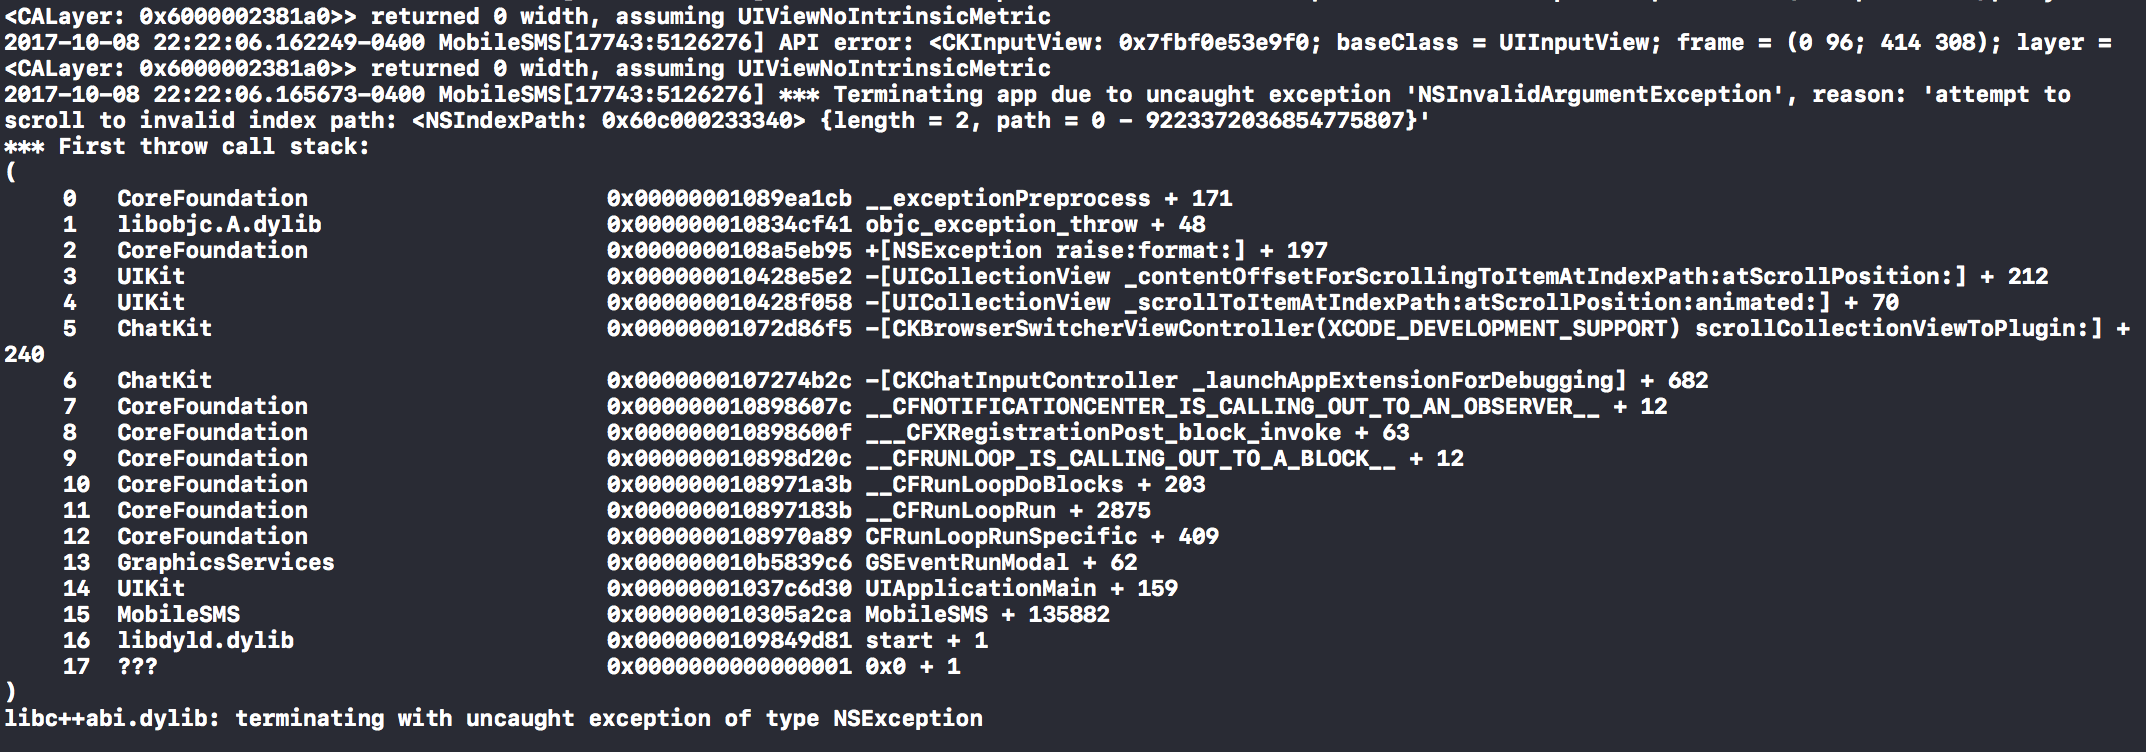 <CALayer: 0x6000002381a0>> returned 0 width, assuming UIViewNoIntrinsicMetric
2017-10-08 22:22:06.162249-0400 MobileSMS[17743:5126276] API error: <CKInputView: 0x7fbf0e53e9f0; baseClass = UIInputView; frame = (0 96; 414 308); layer =
<CALayer: 0x6000002381a0>> returned 0 width, assuming UIViewNoIntrinsicMetric
2017-10-08 22:22:06.165673-0400 MobileSMS[17743:5126276] *** Terminating app due to uncaught exception 'NSInvalidArgumentException', reason: 'attempt to
scroll to invalid index path: <NSIndexPath: 0x60c000233340> {length = 2, path = 0 - 9223372036854775807}'
*** First throw call stack:
(
0 CoreFoundation 0x00000001089ea1cb __exceptionPreprocess + 171
1 libobjc.A.dylib 0x000000010834cf41 objc_exception_throw + 48
2 CoreFoundation 0x0000000108a5eb95 +[NSException raise:format:] + 197
3 UIKit 0x000000010428e5e2 -[UICollectionView _contentOffsetForScrollingToItemAtIndexPath:atScrollPosition:] + 212
4 UIKit 0x000000010428f058 -[UICollectionView _scrollToItemAtIndexPath:atScrollPosition:animated:] + 70
5 ChatKit 0x00000001072d86f5 -[CKBrowserSwitcherViewController(XCODE_DEVELOPMENT_SUPPORT) scrollCollectionViewToPlugin:] +
240
6 ChatKit 0x0000000107274b2c -[CKChatInputController _launchAppExtensionForDebugging] + 682
7 CoreFoundation 0x000000010898607c __CFNOTIFICATIONCENTER_IS_CALLING_OUT_TO_AN_OBSERVER__ + 12
8 CoreFoundation 0x000000010898600f ___CFXRegistrationPost_block_invoke + 63
9 CoreFoundation 0x000000010898d20c __CFRUNLOOP_IS_CALLING_OUT_TO_A_BLOCK__ + 12
10 CoreFoundation 0x0000000108971a3b __CFRunLoopDoBlocks + 203
11 CoreFoundation 0x000000010897183b __CFRunLoopRun + 2875
12 CoreFoundation 0x0000000108970a89 CFRunLoopRunSpecific + 409
13 GraphicsServices 0x000000010b5839c6 GSEventRunModal + 62
14 UIKit 0x00000001037c6d30 UIApplicationMain + 159
15 MobileSMS 0x000000010305a2ca MobileSMS + 135882
16 libdyld.dylib 0x0000000109849d81 start + 1
17 ??? 0x0000000000000001 0x0 + 1
)
libc++abi.dylib: terminating with uncaught exception of type NSException